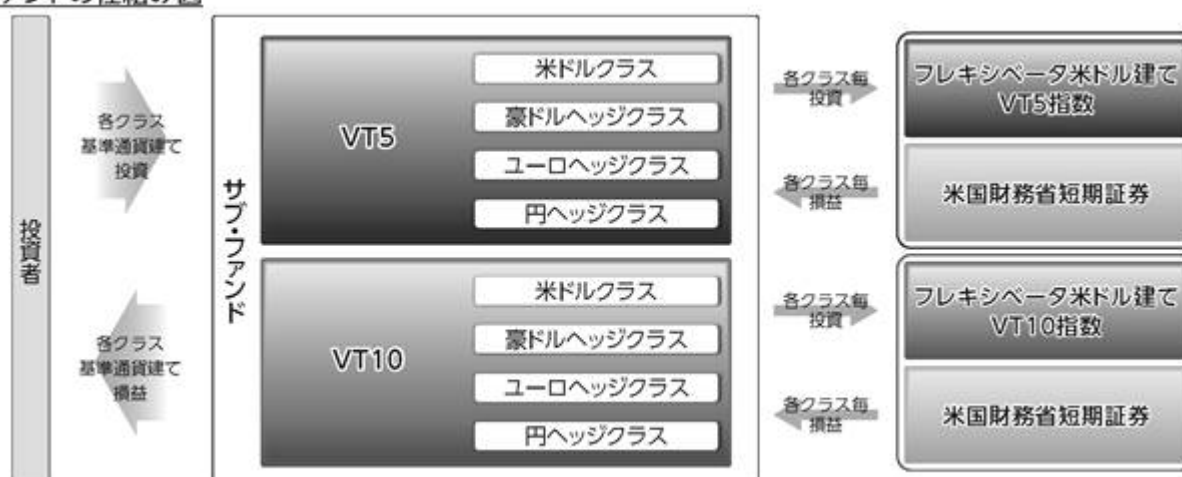 投資者
各クラス
基準通貨建て
投資
各クラス
基準通貨建て
損益
サブ・ファンド
VT5
米ドルクラス
豪ドルヘッジクラス
ユーロヘッジクラス
円ヘッジクラス
各クラス毎
投資
各クラス毎
損益
フレキシベータ米ドル建て
VT5指数
米国財務省短期証券
VT10
米ドルクラス
豪ドルヘッジクラス
ユーロヘッジクラス
円ヘッジクラス
各クラス毎
投資
各クラス毎
損益
フレキシベータ米ドル建て
VT10指数
米国財務省短期証券